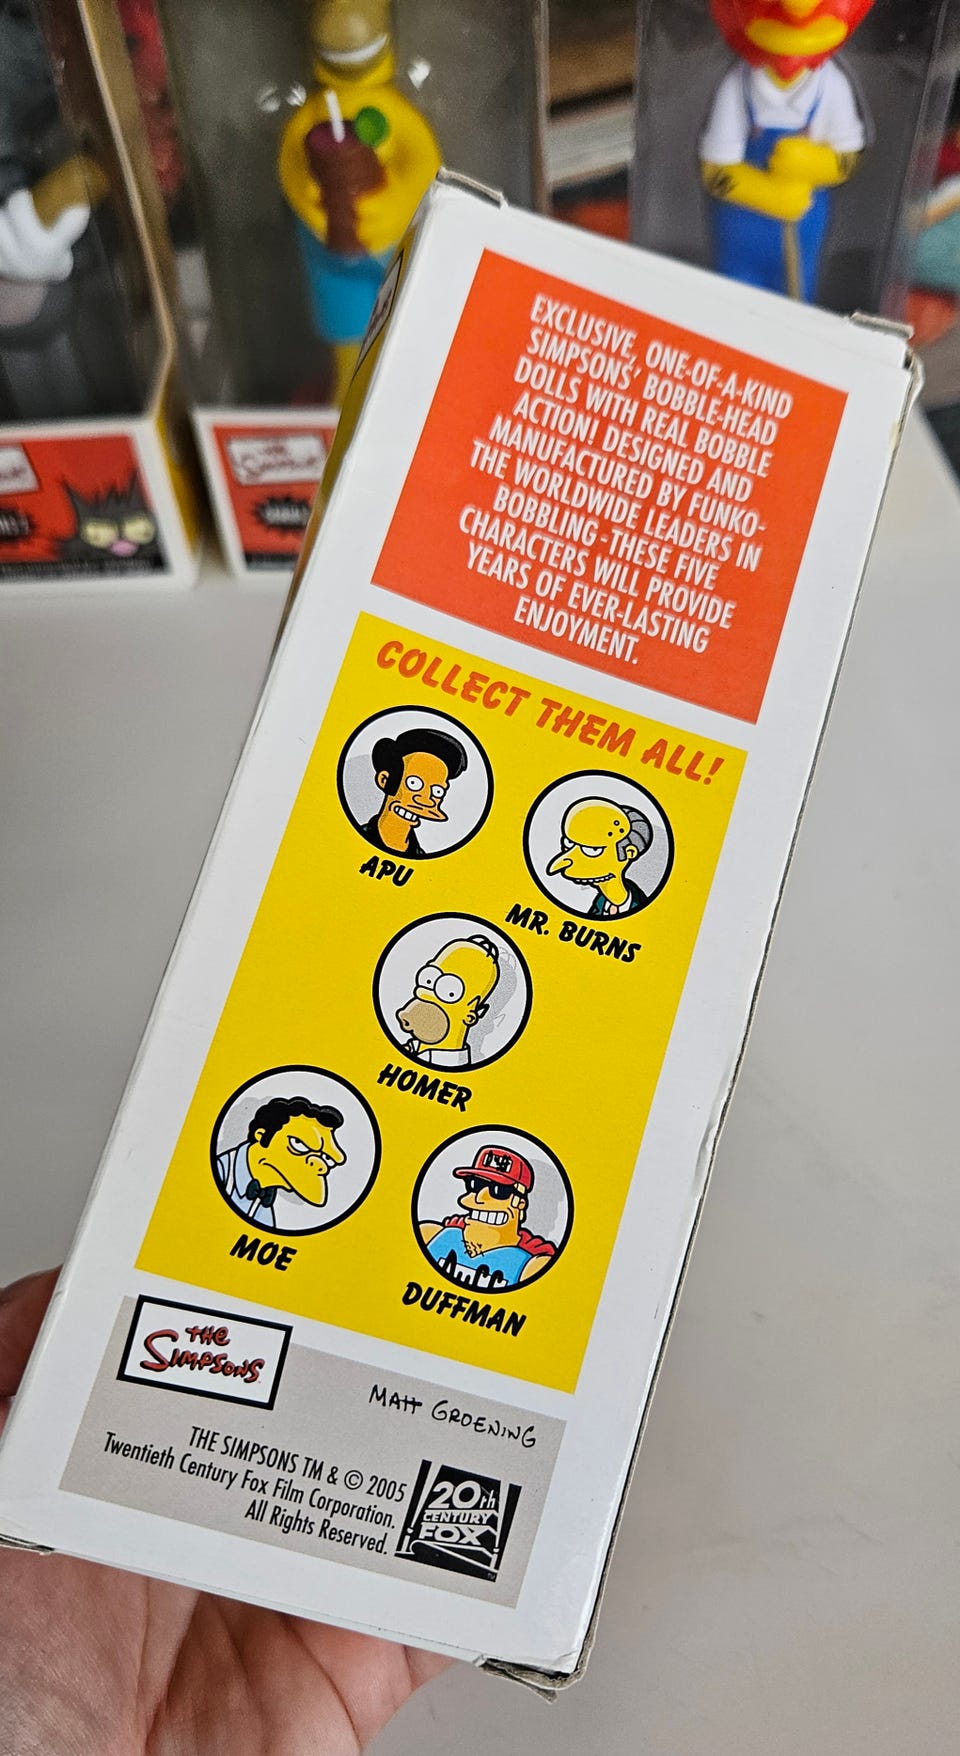 EXCLUSIVE, ONE-OF-A-KIND
SIMPSONS' BOBBLE-HEAD
DOLLS WITH REAL BOBBLE
ACTION! DESIGNED AND
MANUFACTURED BY FUNKO-
THE WORLDWIDE LEADERS IN
BOBBLING-THESE FIVE
CHARACTERS WILL PROVIDE
YEARS OF EVER-LASTING
ENJOYMENT.
COLLECT THEM ALL!
APU
MR. BURNS
HOMER
MOE
DUFFMAN
THE
SIMPSONS
MATT GROENING
THE SIMPSONS TM & © 2005
Twentieth Century Fox Film Corporation.
All Rights Reserved.
20th
CENTURY
FOX